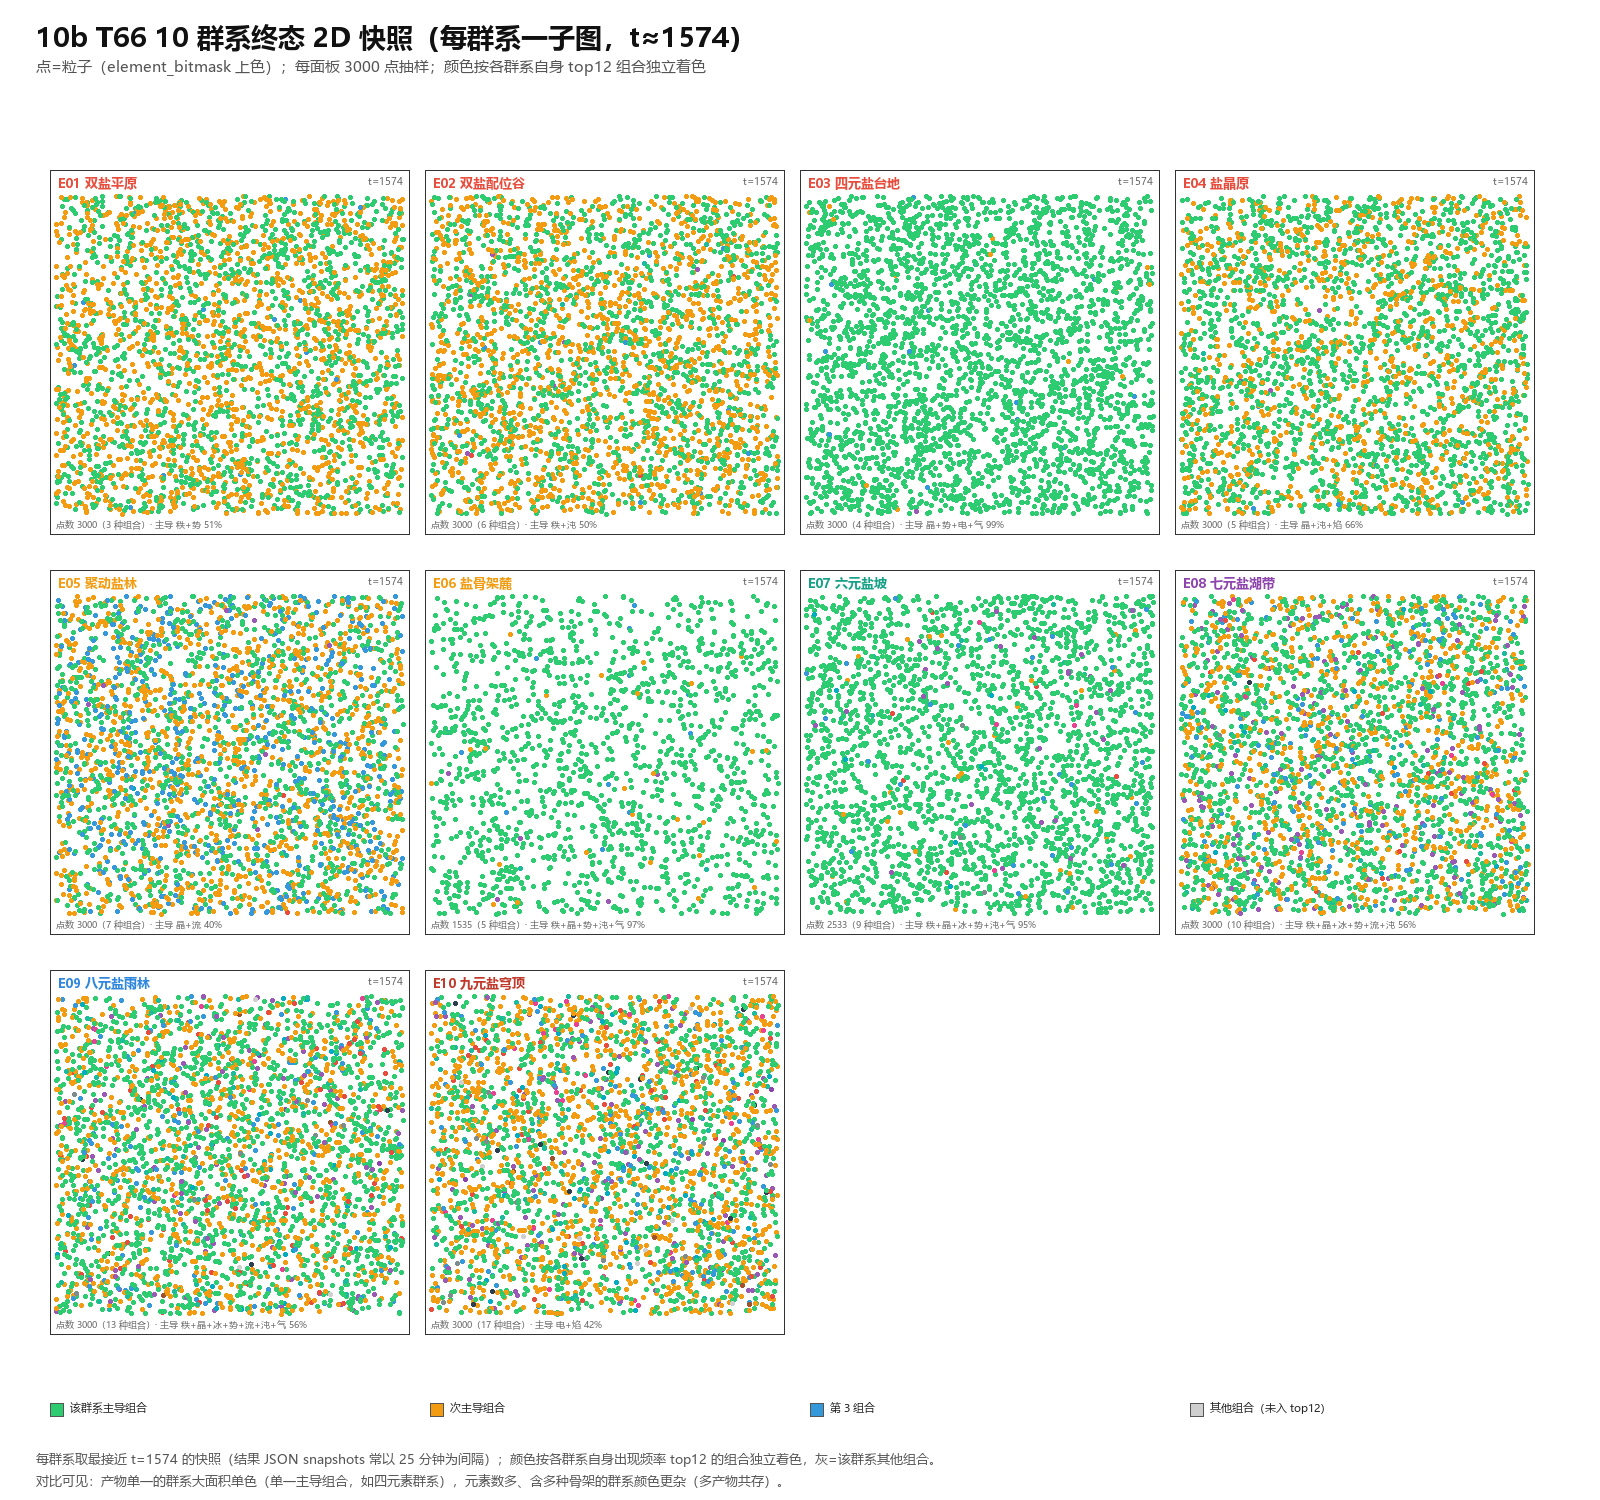 10b T66 10 群系终态 2D 快照（每群系一子图，t≈1574）
点=粒子（element_bitmask 上色）；每面板 3000 点抽样；颜色按各群系自身 top12 组合独立着色
E01 双盐平原 t=1574
点数 3000（3 种组合）· 主导 秩+势 51%
E02 双盐配位谷 t=1574
点数 3000（6 种组合）· 主导 秩+沌 50%
E03 四元盐台地 t=1574
点数 3000（4 种组合）· 主导 晶+势+电+气 99%
E04 盐晶原 t=1574
点数 3000（5 种组合）· 主导 晶+沌+焰 66%
E05 聚动盐林 t=1574
点数 3000（7 种组合）· 主导 晶+流 40%
E06 盐骨架麓 t=1574
点数 1535（5 种组合）· 主导 秩+晶+势+沌+气 97%
E07 六元盐坡 t=1574
点数 2533（9 种组合）· 主导 秩+晶+冰+势+沌+气 95%
E08 七元盐湖带 t=1574
点数 3000（10 种组合）· 主导 秩+晶+冰+势+流+沌 56%
E09 八元盐雨林 t=1574
点数 3000（13 种组合）· 主导 秩+晶+冰+势+流+沌+气 56%
E10 九元盐穹顶 t=1574
点数 3000（17 种组合）· 主导 电+焰 42%
该群系主导组合
次主导组合
第 3 组合
其他组合（未入 top12）
每群系取最接近 t=1574 的快照（结果 JSON snapshots 常以 25 分钟为间隔）；颜色按各群系自身出现频率 top12 的组合独立着色，灰=该群系其他组合。
对比可见：产物单一的群系大面积单色（单一主导组合，如四元素群系），元素数多、含多种骨架的群系颜色更杂（多产物共存）。